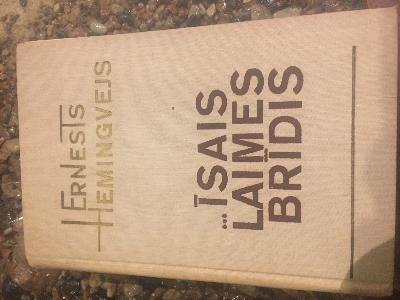 ERNESTS
HEMINGVEJS
...ĪSAIS
LAIMES
BRĪDIS